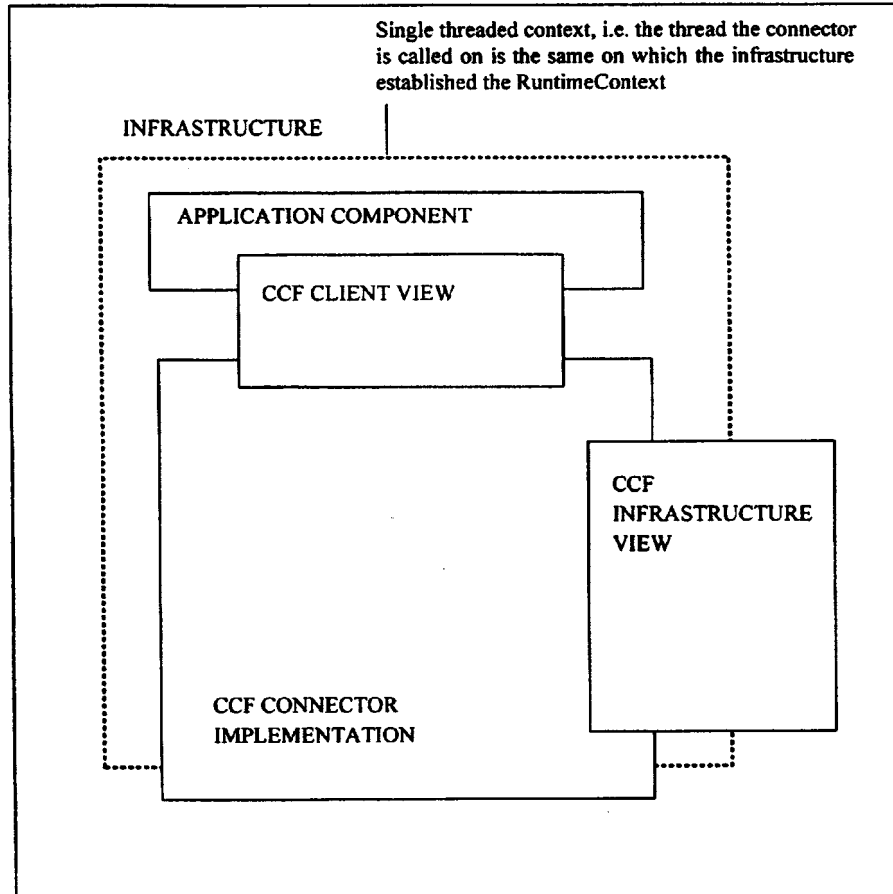 Single threaded context, i.e. the thread the connector
is called on is the same on which the infrastructure
established the RuntimeContext
INFRASTRUCTURE
APPLICATION COMPONENT
CCF CLIENT VIEW
CCF
INFRASTRUCTURE
VIEW
CCF CONNECTOR
IMPLEMENTATION